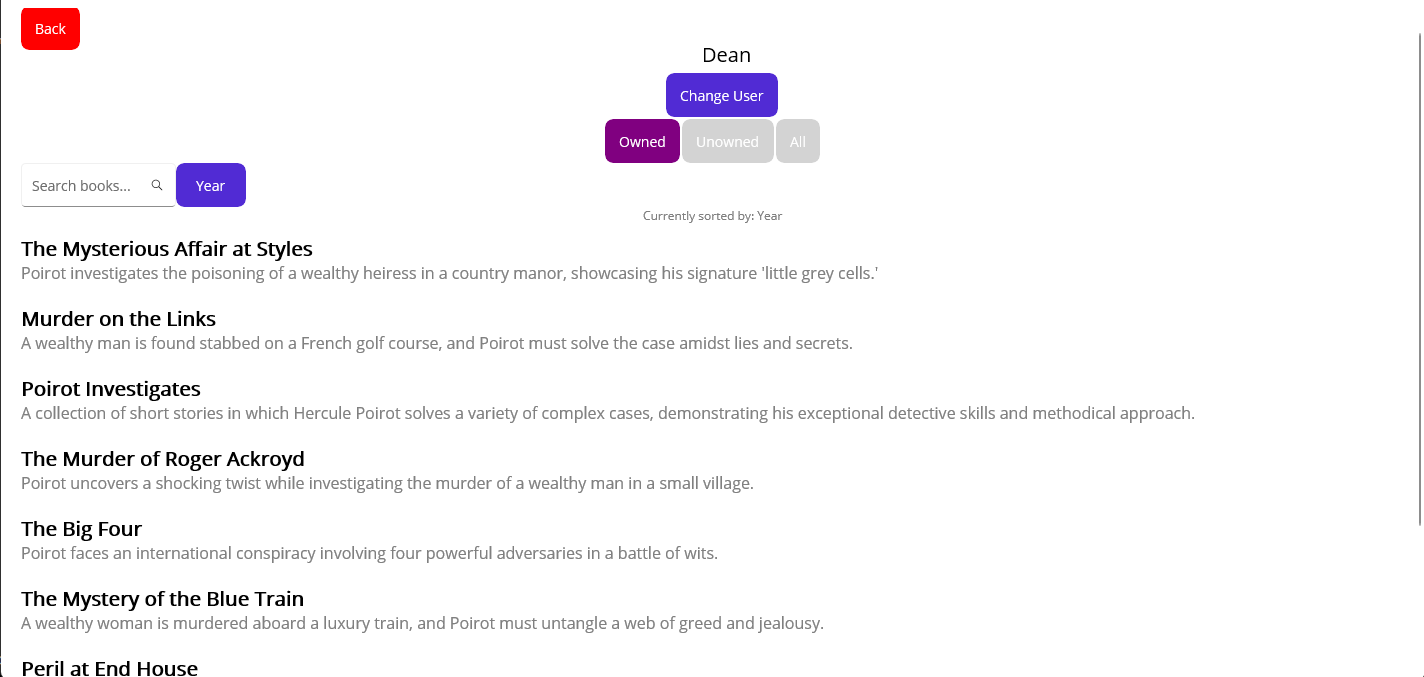 Back
Dean
Change User
Owned Unowned All
Search books... Year
Currently sorted by: Year
The Mysterious Affair at Styles
Poirot investigates the poisoning of a wealthy heiress in a country manor, showcasing his signature 'little grey cells.'
Murder on the Links
A wealthy man is found stabbed on a French golf course, and Poirot must solve the case amidst lies and secrets.
Poirot Investigates
A collection of short stories in which Hercule Poirot solves a variety of complex cases, demonstrating his exceptional detective skills and methodical approach.
The Murder of Roger Ackroyd
Poirot uncovers a shocking twist while investigating the murder of a wealthy man in a small village.
The Big Four
Poirot faces an international conspiracy involving four powerful adversaries in a battle of wits.
The Mystery of the Blue Train
A wealthy woman is murdered aboard a luxury train, and Poirot must untangle a web of greed and jealousy.
Peril at End House